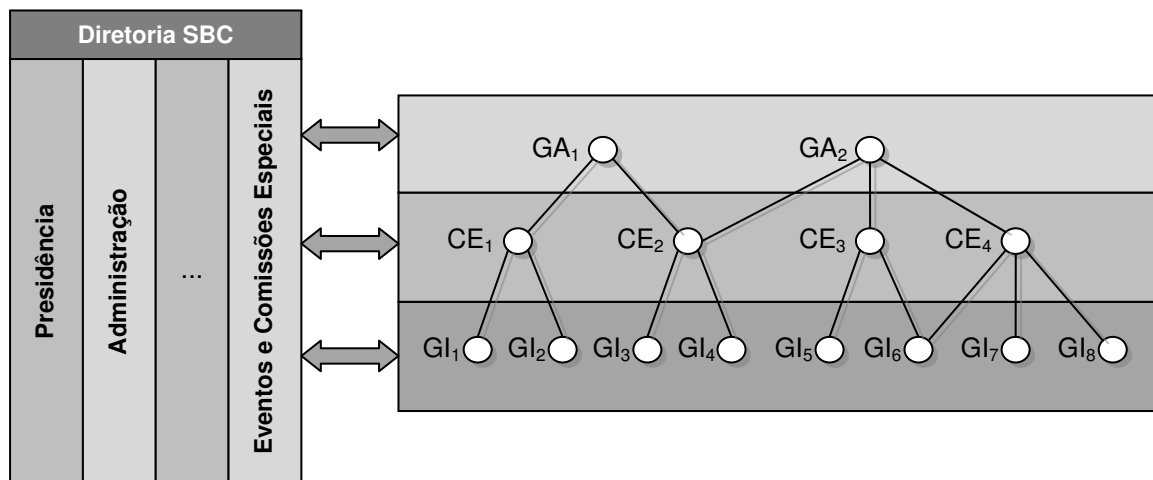 Diretoria SBC
Presidência
Administração
...
Eventos e Comissões Especiais
GA₁
GA₂
CE₁
CE₂
CE₃
CE₄
GI₁
GI₂
GI₃
GI₄
GI₅
GI₆
GI₇
GI₈